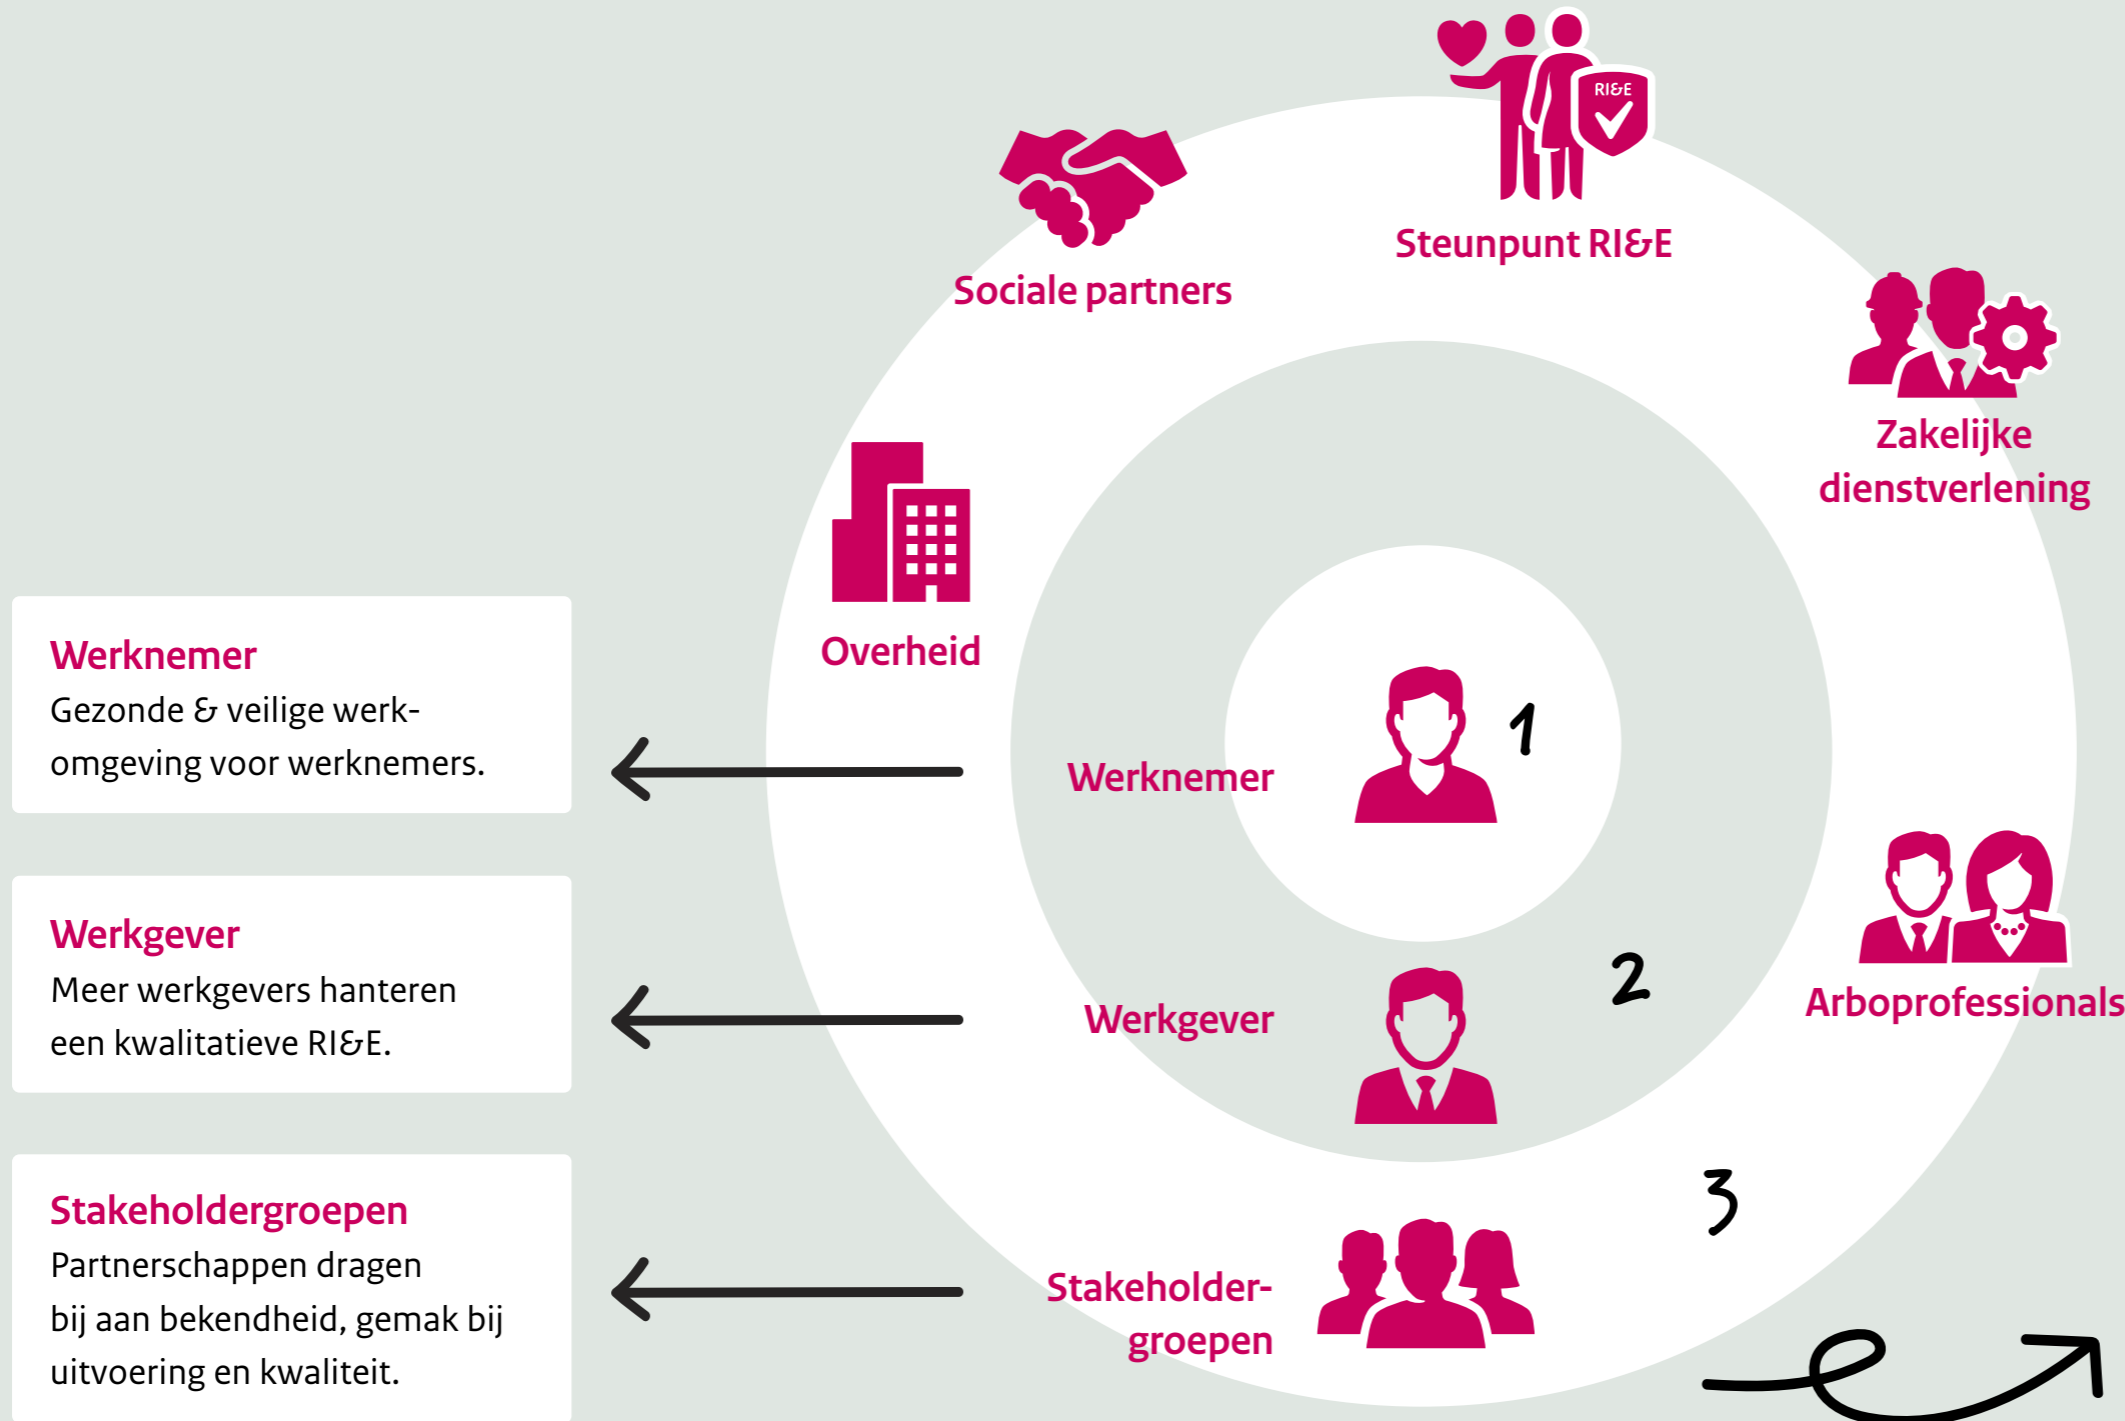 RI&E
Steunpunt RI&E
Sociale partners
Zakelijke
dienstverlening
Overheid
Werknemer
Gezonde & veilige werk-
omgeving voor werknemers.
Werknemer
1
Werkgever
Meer werkgevers hanteren
een kwalitatieve RI&E.
Werkgever
2
Arboprofessionals
Stakeholdergroepen
Partnerschappen dragen
bij aan bekendheid, gemak bij
uitvoering en kwaliteit.
Stakeholder-
groepen
3